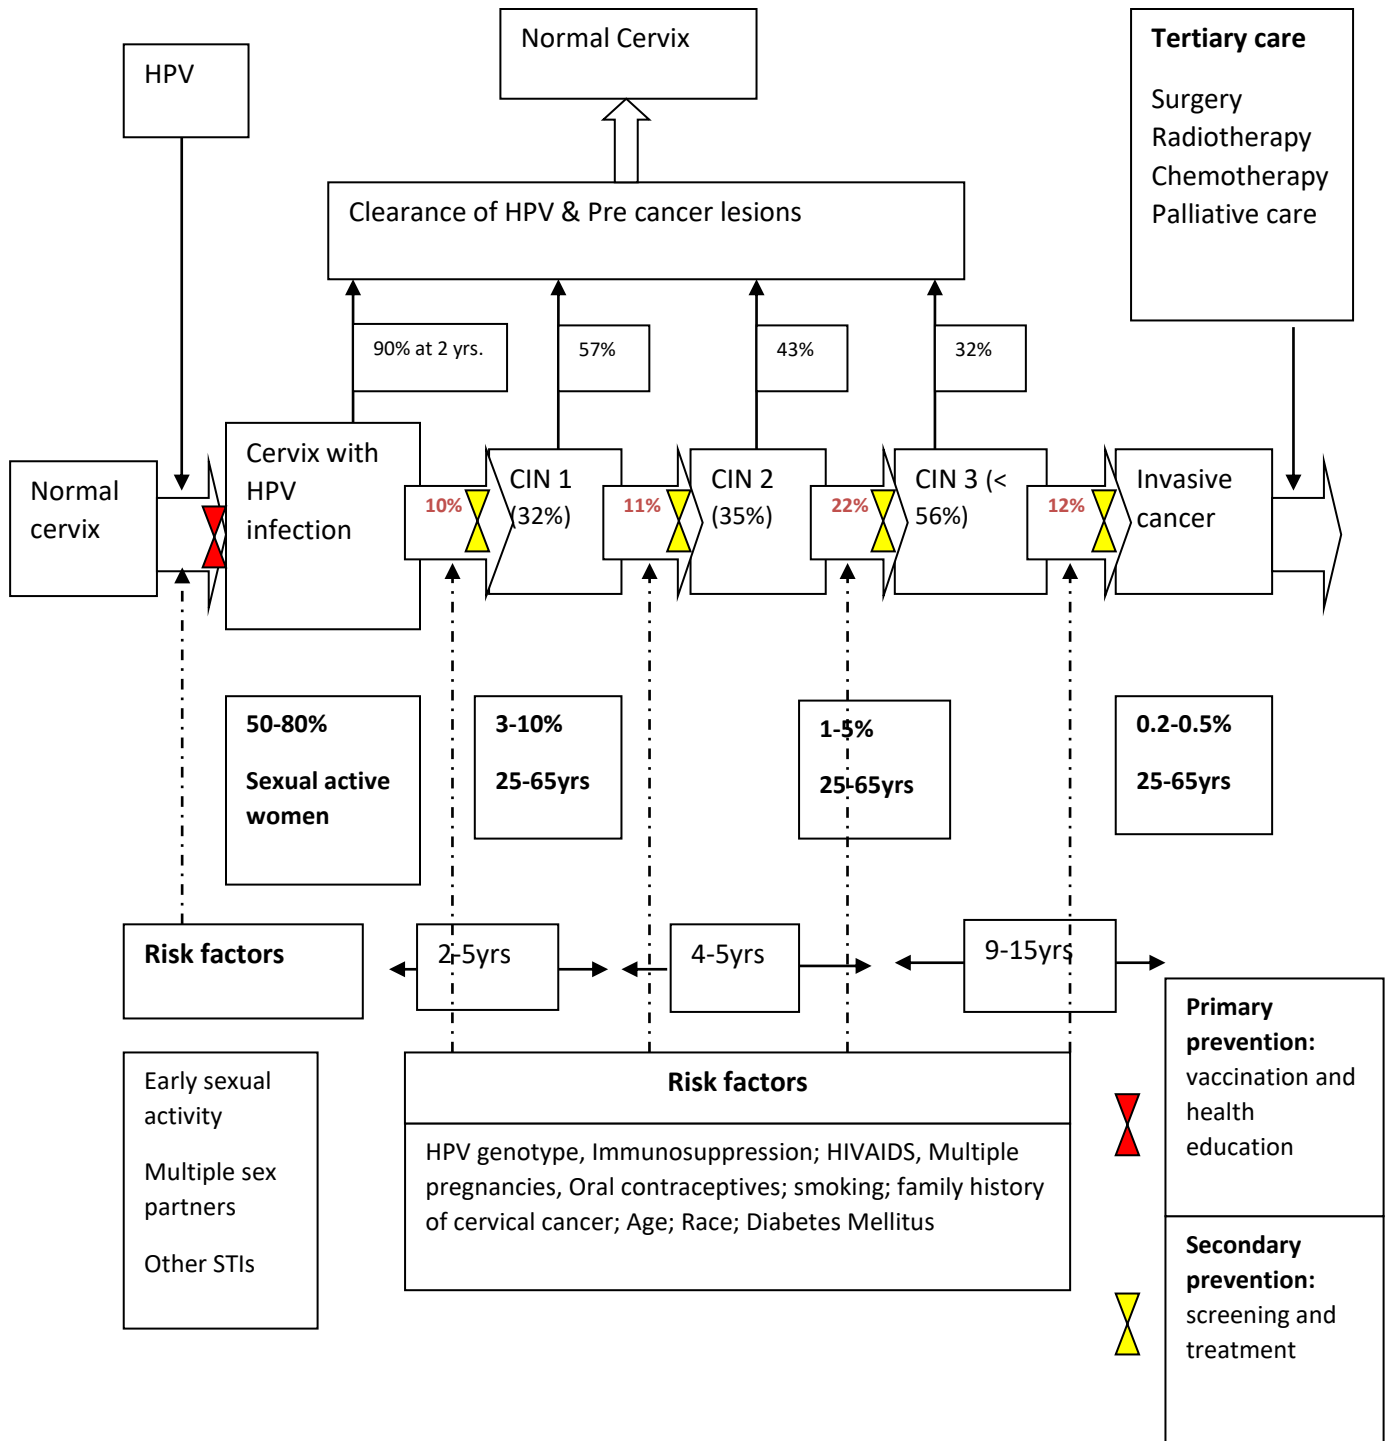 HPV
Normal Cervix
Tertiary care
Surgery
Radiotherapy
Chemotherapy
Palliative care
Clearance of HPV & Pre cancer lesions
90% at 2 yrs.
57%
43%
32%
Normal
cervix
Cervix with
HPV
infection
10%
CIN 1
(32%)
11%
CIN 2
(35%)
22%
CIN 3 (<
56%)
12%
Invasive
cancer
50-80%
Sexual active
women
3-10%
25-65yrs
1-5%
25-65yrs
0.2-0.5%
25-65yrs
Risk factors
2-5yrs
4-5yrs
9-15yrs
Early sexual
activity
Multiple sex
partners
Other STIs
Risk factors
HPV genotype, Immunosuppression; HIVAIDS, Multiple
pregnancies, Oral contraceptives; smoking; family history
of cervical cancer; Age; Race; Diabetes Mellitus
Primary
prevention:
vaccination and
health
education
Secondary
prevention:
screening and
treatment